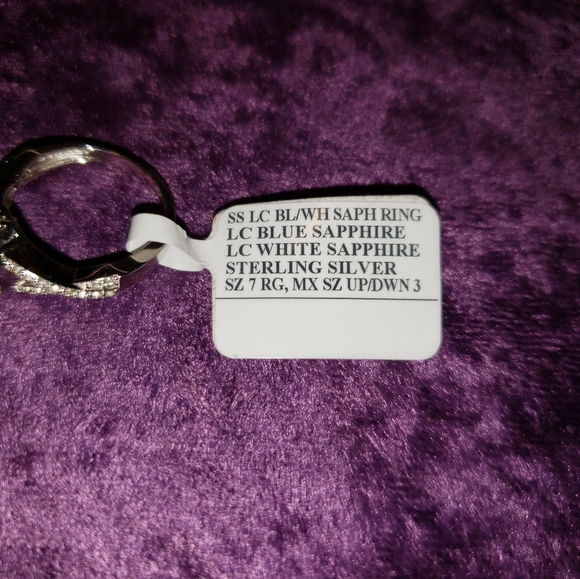 SS LC BL/WH SAPH RING
LC BLUE SAPPHIRE
LC WHITE SAPPHIRE
STERLING SILVER
SZ 7 RG, MX SZ UP/DWN 3